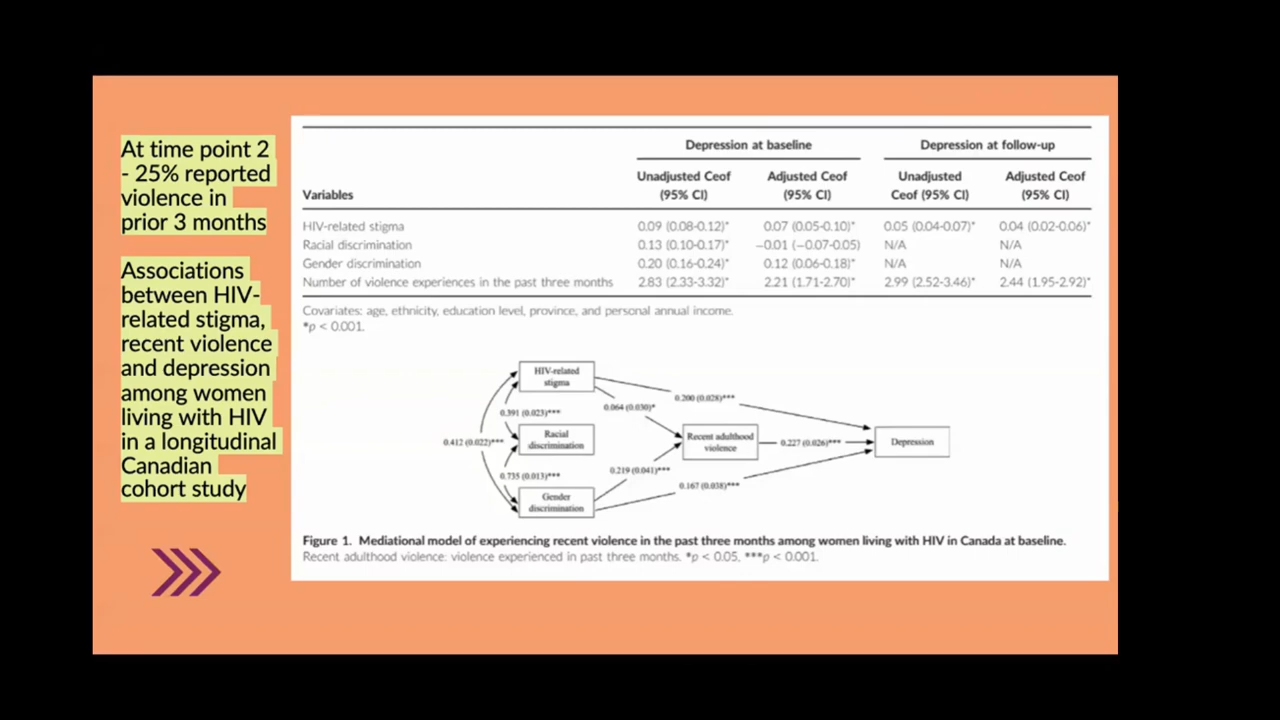 At time point 2
- 25% reported
violence in
prior 3 months
Associations
between HIV-
related stigma,
recent violence
and depression
among women
living with HIV
in a longitudinal
Canadian
cohort study
Depression at baseline Depression at follow-up
Unadjusted Ceof Adjusted Ceof Unadjusted Adjusted Ceof
Variables (95% CI) (95% CI) Ceof (95% CI) (95% CI)
HIV-related stigma 0.09 (0.08-0.12)* 0.07 (0.05-0.10)* 0.05 (0.04-0.07)* 0.04 (0.02-0.06)*
Racial discrimination 0.13 (0.10-0.17)* −0.01 (−0.07-0.05) N/A N/A
Gender discrimination 0.20 (0.16-0.24)* 0.12 (0.06-0.18)* N/A N/A
Number of violence experiences in the past three months 2.83 (2.33-3.32)* 2.21 (1.71-2.70)* 2.99 (2.52-3.46)* 2.44 (1.95-2.92)*
Covariates: age, ethnicity, education level, province, and personal annual income.
*p < 0.001.
HIV-related
stigma
0.200 (0.028)***
0.064 (0.030)*
0.391 (0.023)***
Racial
discrimination
0.412 (0.022)***
Recent adulthood
violence
0.227 (0.026)***
Depression
0.219 (0.041)***
0.735 (0.013)***
0.167 (0.038)***
Gender
discrimination
Figure 1. Mediational model of experiencing recent violence in the past three months among women living with HIV in Canada at baseline.
Recent adulthood violence: violence experienced in past three months. *p < 0.05, ***p < 0.001.